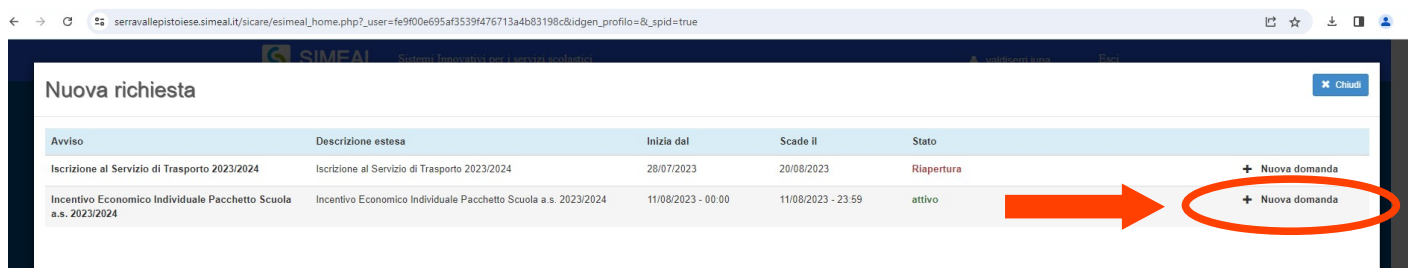 serravallepistoiese.simeal.it/sicare/esimeal_home.php?_user=fe9f00e695af3539f476713a4b83198c&idgen_profilo=&_spid=true
SIMEAL Sistemi Innovativi per i servizi scolastici Esci
Nuova richiesta
Chiudi
Avviso Descrizione estesa Inizia dal Scade il Stato
Iscrizione al Servizio di Trasporto 2023/2024 Iscrizione al Servizio di Trasporto 2023/2024 28/07/2023 20/08/2023 Riapertura + Nuova domanda
Incentivo Economico Individuale Pacchetto Scuola Incentivo Economico Individuale Pacchetto Scuola a.s. 2023/2024 11/08/2023 - 00:00 11/08/2023 - 23:59 attivo + Nuova domanda
a.s. 2023/2024